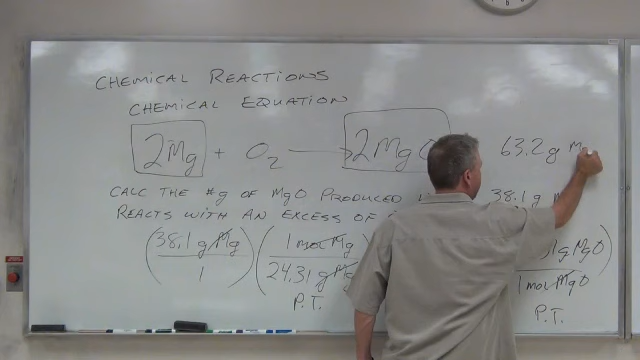 CHEMICAL REACTIONS
CHEMICAL EQUATION
2Mg + O2 → 2MgO 63.2g M
CALC THE #g OF MgO PRODUCED 38.1 g
REACTS WITH AN EXCESS OF
(38.1 g Mg / 1) (1 mol Mg / 24.31 g Mg) g MgO / 1 mol MgO)
P.T. P.T.